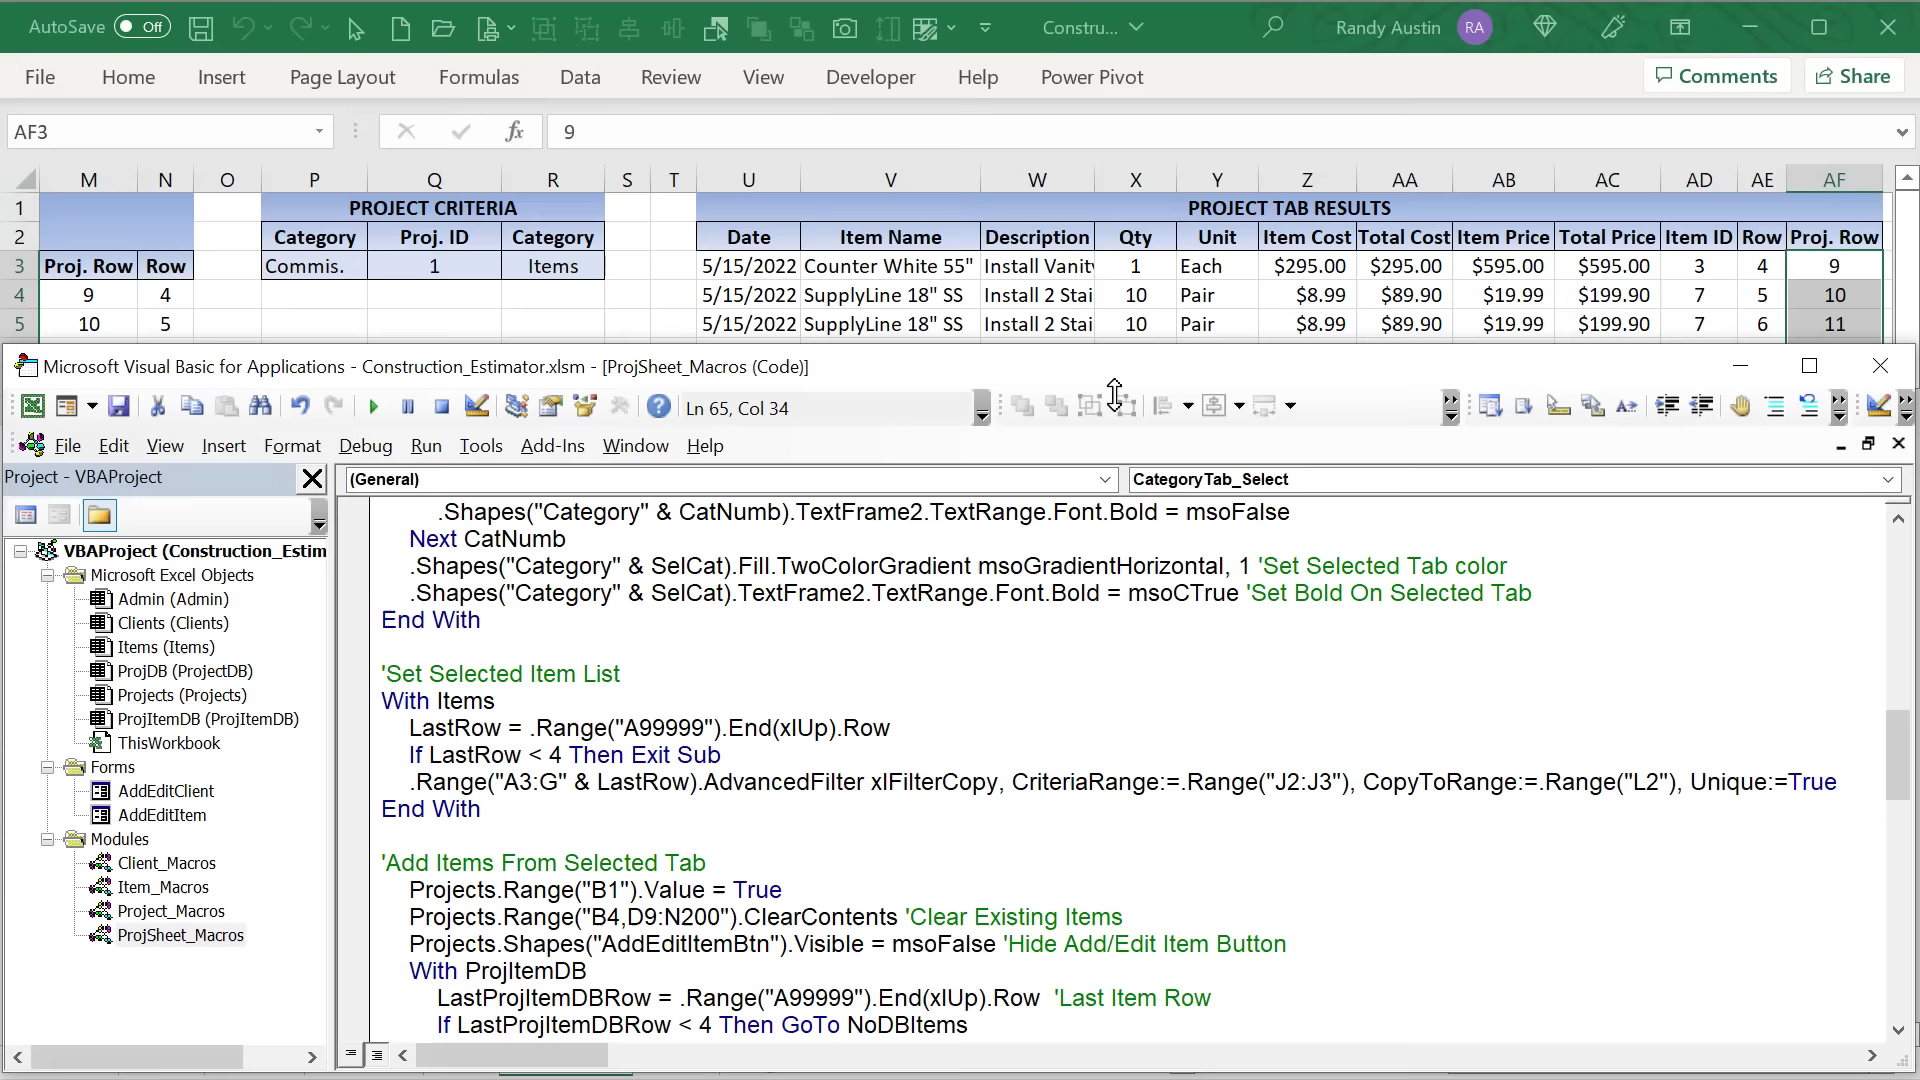 AutoSave Off Constru... Randy Austin RA
File Home Insert Page Layout Formulas Data Review View Developer Help Power Pivot Comments Share
AF3 fx 9
M N O P Q R S T U V W X Y Z AA AB AC AD AE AF
1 PROJECT CRITERIA PROJECT TAB RESULTS
2 Category Proj. ID Category Date Item Name Description Qty Unit Item Cost Total Cost Item Price Total Price Item ID Row Proj. Row
3 Proj. Row Row Commis. 1 Items 5/15/2022 Counter White 55" Install Vanity 1 Each $295.00 $295.00 $595.00 $595.00 3 4 9
4 9 4 5/15/2022 SupplyLine 18" SS Install 2 Stai 10 Pair $8.99 $89.90 $19.99 $199.90 7 5 10
5 10 5 5/15/2022 SupplyLine 18" SS Install 2 Stai 10 Pair $8.99 $89.90 $19.99 $199.90 7 6 11
Microsoft Visual Basic for Applications - Construction_Estimator.xlsm - [ProjSheet_Macros (Code)]
Ln 65, Col 34
File Edit View Insert Format Debug Run Tools Add-Ins Window Help
Project - VBAProject
(General) CategoryTab_Select
VBAProject (Construction_Estim
Microsoft Excel Objects
Admin (Admin)
Clients (Clients)
Items (Items)
ProjDB (ProjectDB)
Projects (Projects)
ProjItemDB (ProjItemDB)
ThisWorkbook
Forms
AddEditClient
AddEditItem
Modules
Client_Macros
Item_Macros
Project_Macros
ProjSheet_Macros
.Shapes("Category" & CatNumb).TextFrame2.TextRange.Font.Bold = msoFalse
Next CatNumb
.Shapes("Category" & SelCat).Fill.TwoColorGradient msoGradientHorizontal, 1 'Set Selected Tab color
.Shapes("Category" & SelCat).TextFrame2.TextRange.Font.Bold = msoCTrue 'Set Bold On Selected Tab
End With
'Set Selected Item List
With Items
LastRow = .Range("A99999").End(xlUp).Row
If LastRow < 4 Then Exit Sub
.Range("A3:G" & LastRow).AdvancedFilter xlFilterCopy, CriteriaRange:=.Range("J2:J3"), CopyToRange:=.Range("L2"), Unique:=True
End With
'Add Items From Selected Tab
Projects.Range("B1").Value = True
Projects.Range("B4,D9:N200").ClearContents 'Clear Existing Items
Projects.Shapes("AddEditItemBtn").Visible = msoFalse 'Hide Add/Edit Item Button
With ProjItemDB
LastProjItemDBRow = .Range("A99999").End(xlUp).Row 'Last Item Row
If LastProjItemDBRow < 4 Then GoTo NoDBItems